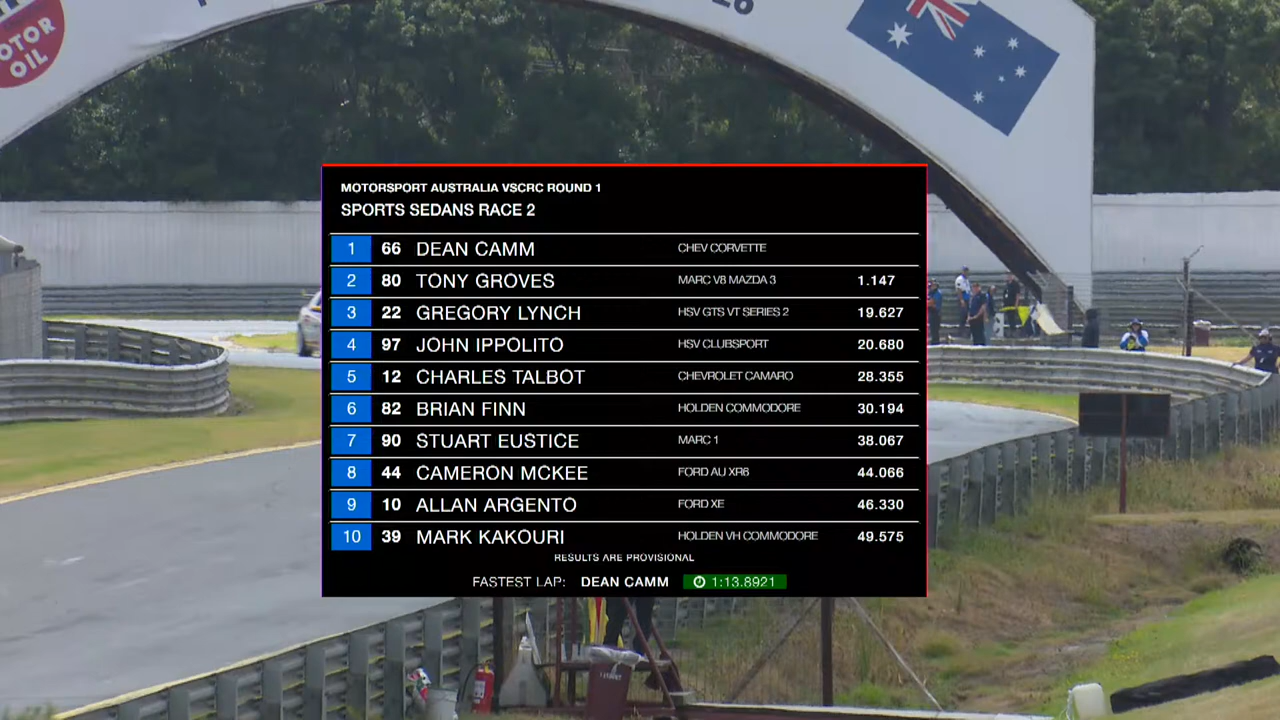 MOTOR
OIL
MOTORSPORT AUSTRALIA VSCRC ROUND 1
SPORTS SEDANS RACE 2
1 66 DEAN CAMM CHEV CORVETTE
2 80 TONY GROVES MARC V8 MAZDA 3 1.147
3 22 GREGORY LYNCH HSV GTS VT SERIES 2 19.627
4 97 JOHN IPPOLITO HSV CLUBSPORT 20.680
5 12 CHARLES TALBOT CHEVROLET CAMARO 28.355
6 82 BRIAN FINN HOLDEN COMMODORE 30.194
7 90 STUART EUSTICE MARC 1 38.067
8 44 CAMERON MCKEE FORD AU XR6 44.066
9 10 ALLAN ARGENTO FORD XE 46.330
10 39 MARK KAKOURI HOLDEN VH COMMODORE 49.575
RESULTS ARE PROVISIONAL
FASTEST LAP: DEAN CAMM 1:13.8921